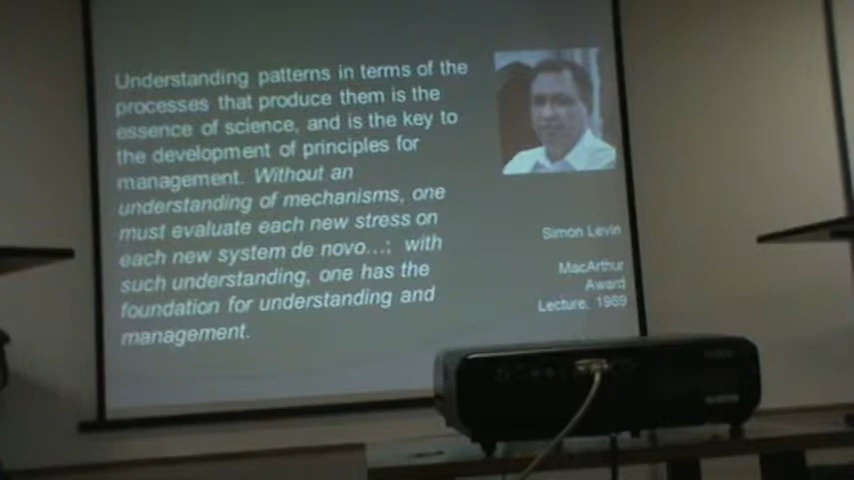 Understanding patterns in terms of the
processes that produce them is the
essence of science, and is the key to
the development of principles for
management. Without an
understanding of mechanisms, one
must evaluate each new stress on
each new system de novo...; with
such understanding, one has the
foundation for understanding and
management.
Simon Levin
MacArthur
Award
Lecture, 1989